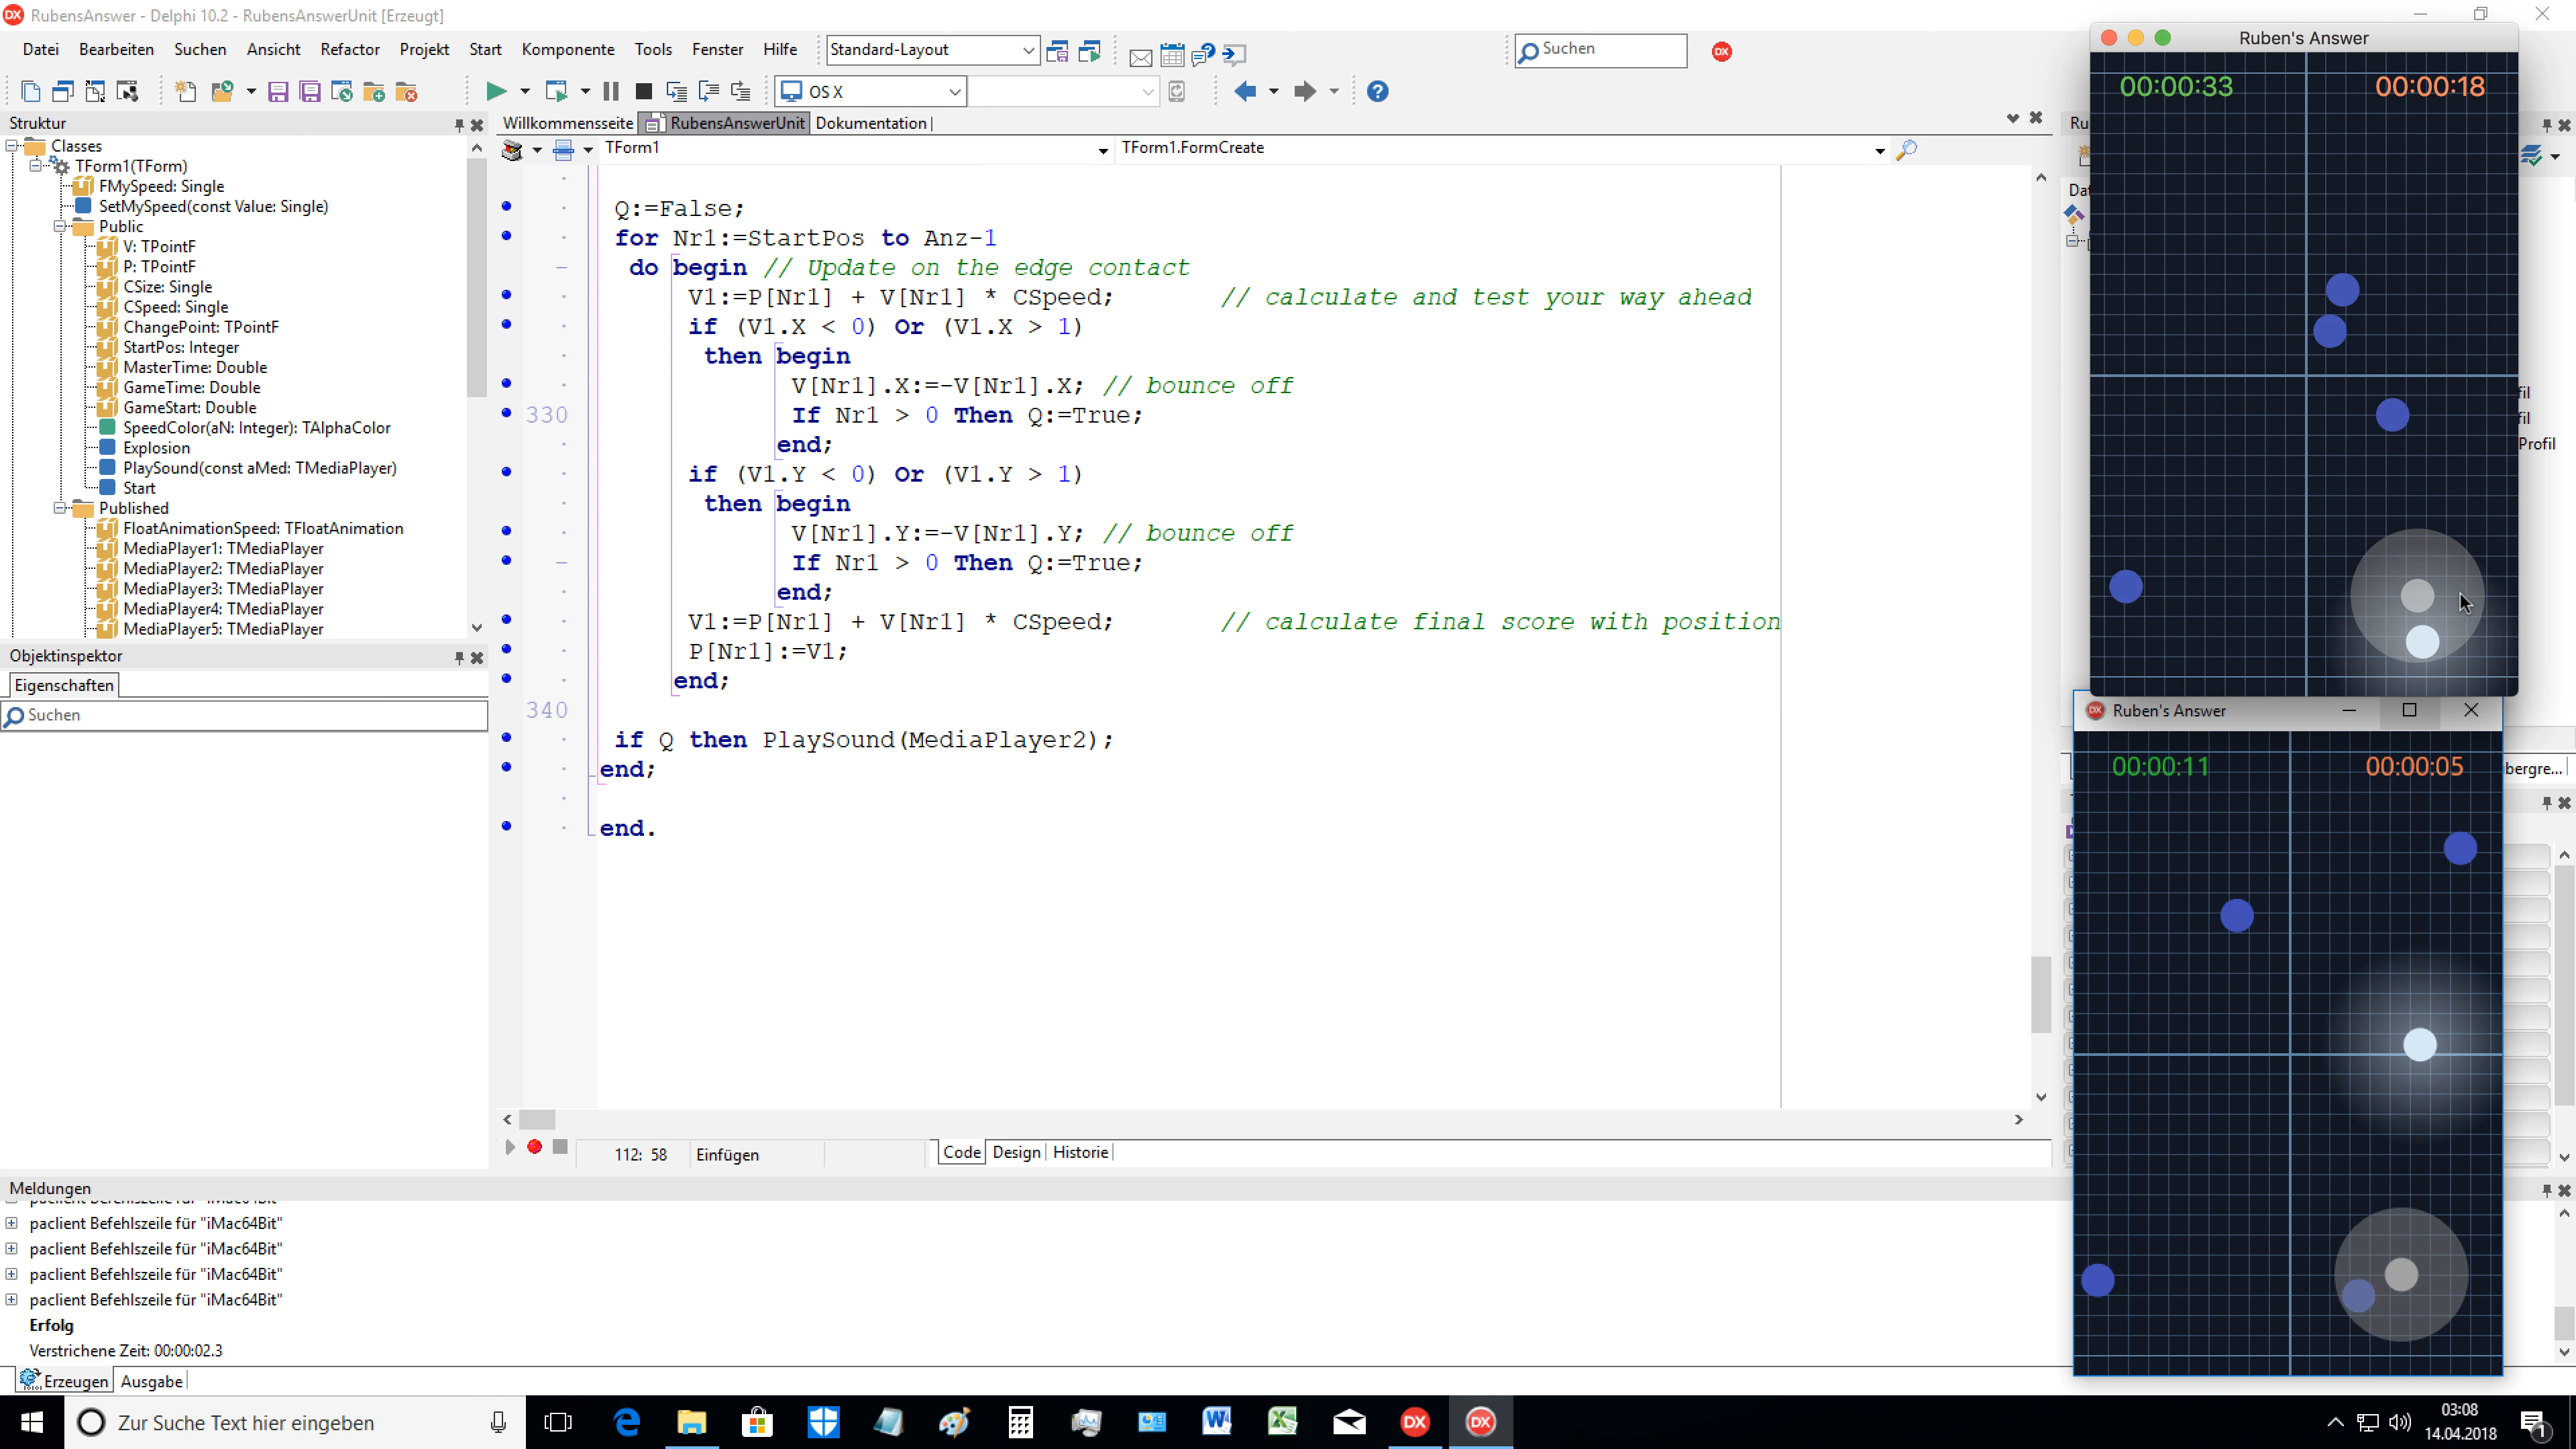 RubensAnswer - Delphi 10.2 - RubensAnswerUnit [Erzeugt]
Datei Bearbeiten Suchen Ansicht Refactor Projekt Start Komponente Tools Fenster Hilfe
Standard-Layout
Suchen
OS X
Struktur
Classes
TForm1(TForm)
FMySpeed: Single
SetMySpeed(const Value: Single)
Public
V: TPointF
P: TPointF
CSize: Single
CSpeed: Single
ChangePoint: TPointF
StartPos: Integer
MasterTime: Double
GameTime: Double
GameStart: Double
SpeedColor(aN: Integer): TAlphaColor
Explosion
PlaySound(const aMed: TMediaPlayer)
Start
Published
FloatAnimationSpeed: TFloatAnimation
MediaPlayer1: TMediaPlayer
MediaPlayer2: TMediaPlayer
MediaPlayer3: TMediaPlayer
MediaPlayer4: TMediaPlayer
MediaPlayer5: TMediaPlayer
Objektinspektor
Eigenschaften
Suchen
Willkommensseite RubensAnswerUnit Dokumentation
TForm1 TForm1.FormCreate
Q:=False;
for Nr1:=StartPos to Anz-1
do begin // Update on the edge contact
V1:=P[Nr1] + V[Nr1] * CSpeed; // calculate and test your way ahead
if (V1.X < 0) Or (V1.X > 1)
then begin
V[Nr1].X:=-V[Nr1].X; // bounce off
330 If Nr1 > 0 Then Q:=True;
end;
if (V1.Y < 0) Or (V1.Y > 1)
then begin
V[Nr1].Y:=-V[Nr1].Y; // bounce off
If Nr1 > 0 Then Q:=True;
end;
V1:=P[Nr1] + V[Nr1] * CSpeed; // calculate final score with position
P[Nr1]:=V1;
end;
340
if Q then PlaySound(MediaPlayer2);
end;
end.
112: 58 Einfügen
Code Design Historie
Ruben's Answer
00:00:33 00:00:18
Profil
Ruben's Answer
00:00:11 00:00:05
bergre...
Meldungen
paclient Befehlszeile für "iMac64Bit"
paclient Befehlszeile für "iMac64Bit"
paclient Befehlszeile für "iMac64Bit"
paclient Befehlszeile für "iMac64Bit"
paclient Befehlszeile für "iMac64Bit"
Erfolg
Verstrichene Zeit: 00:00:02.3
Erzeugen Ausgabe
Zur Suche Text hier eingeben
DX
DX
03:08
14.04.2018
1